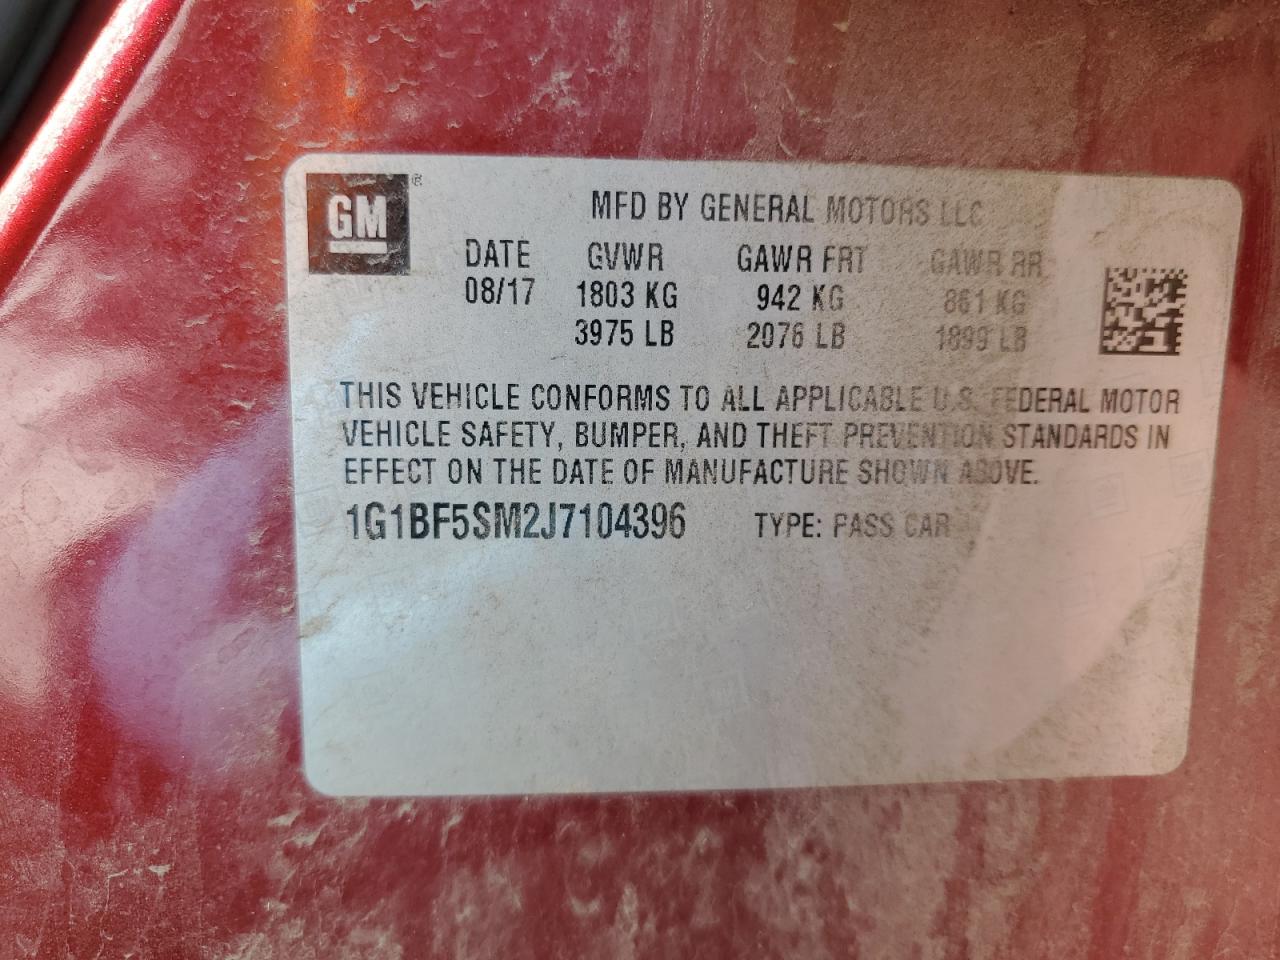 GM ®
MFD BY GENERAL MOTORS LLC
DATE GVWR GAWR FRT GAWR RR
08/17 1803 KG 942 KG 861 KG
3975 LB 2076 LB 1899 LB
THIS VEHICLE CONFORMS TO ALL APPLICABLE U.S. FEDERAL MOTOR
VEHICLE SAFETY, BUMPER, AND THEFT PREVENTION STANDARDS IN
EFFECT ON THE DATE OF MANUFACTURE SHOWN ABOVE.
1G1BF5SM2J7104396 TYPE: PASS CAR